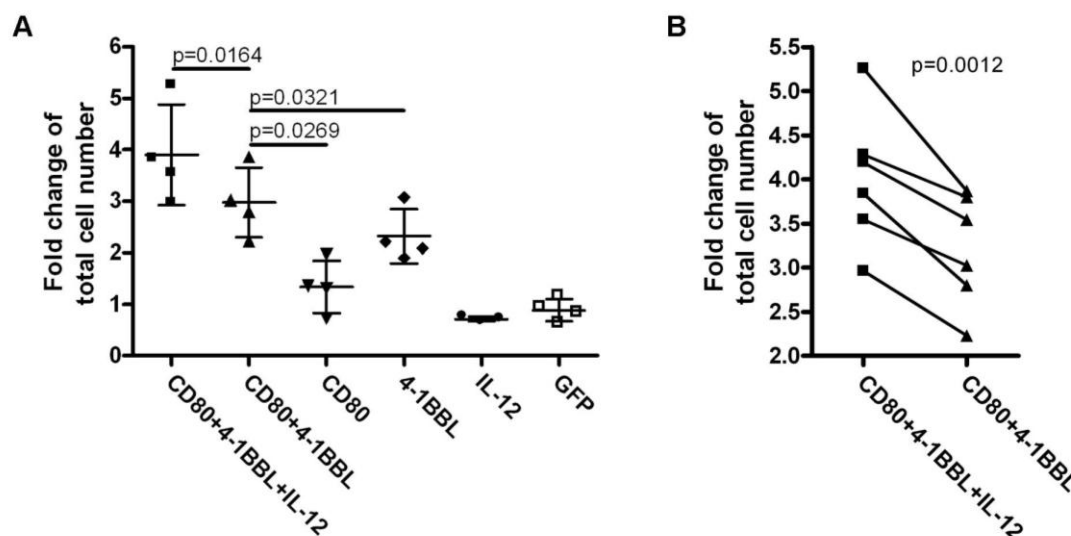 A
Fold change of
total cell number
6
5
4
3
2
1
0
p=0.0164
p=0.0321
p=0.0269
CD80+4-1BBL+IL-12
CD80+4-1BBL
CD80
4-1BBL
IL-12
GFP
B
Fold change of
total cell number
5.5
5.0
4.5
4.0
3.5
3.0
2.5
2.0
p=0.0012
CD80+4-1BBL+IL-12
CD80+4-1BBL